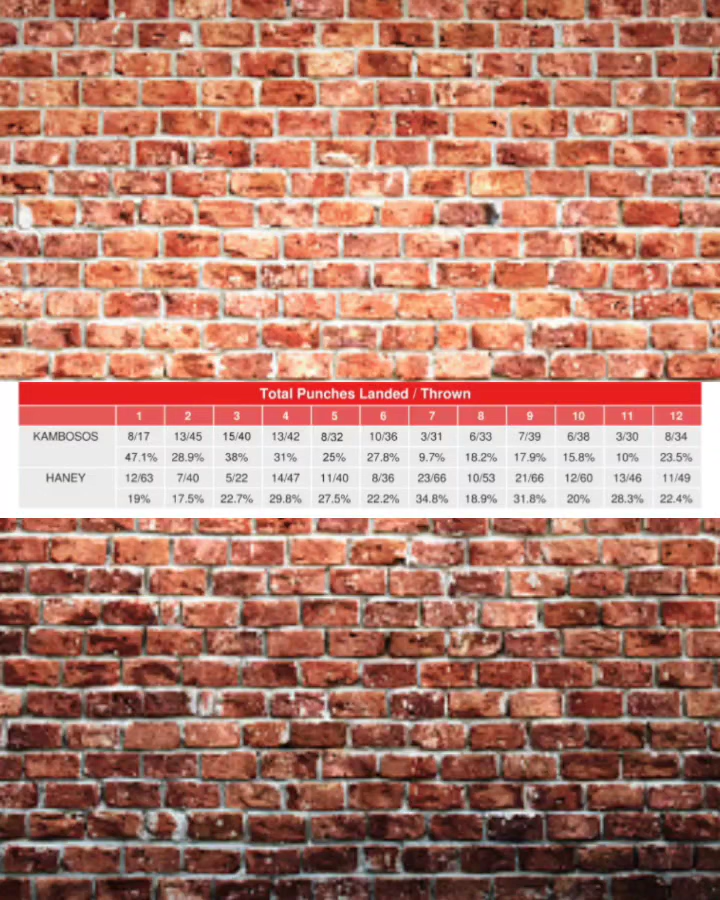 Total Punches Landed / Thrown
1 2 3 4 5 6 7 8 9 10 11 12
KAMBOSOS 8/17 13/45 15/40 13/42 8/32 10/36 3/31 6/33 7/39 6/38 3/30 8/34
47.1% 28.9% 38% 31% 25% 27.8% 9.7% 18.2% 17.9% 15.8% 10% 23.5%
HANEY 12/63 7/40 5/22 14/47 11/40 8/36 23/66 10/53 21/66 12/60 13/46 11/49
19% 17.5% 22.7% 29.8% 27.5% 22.2% 34.8% 18.9% 31.8% 20% 28.3% 22.4%